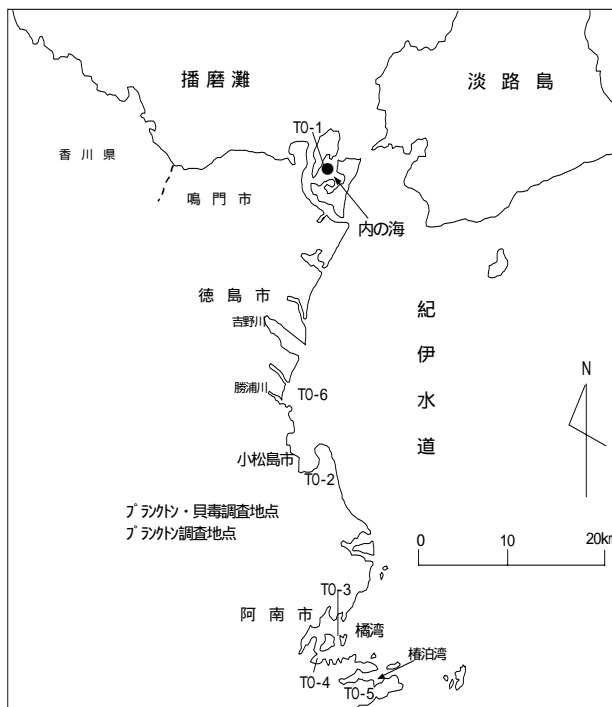 播磨灘
淡路島
TO-1
香川県
鳴門市
内の海
徳島市
吉野川
紀伊水道
N
勝浦川
TO-6
小松島市
TO-2
プランクトン・貝毒調査地点
プランクトン調査地点
0 10 20km
TO-3
阿南市
橘湾
椿泊湾
TO-4
TO-5